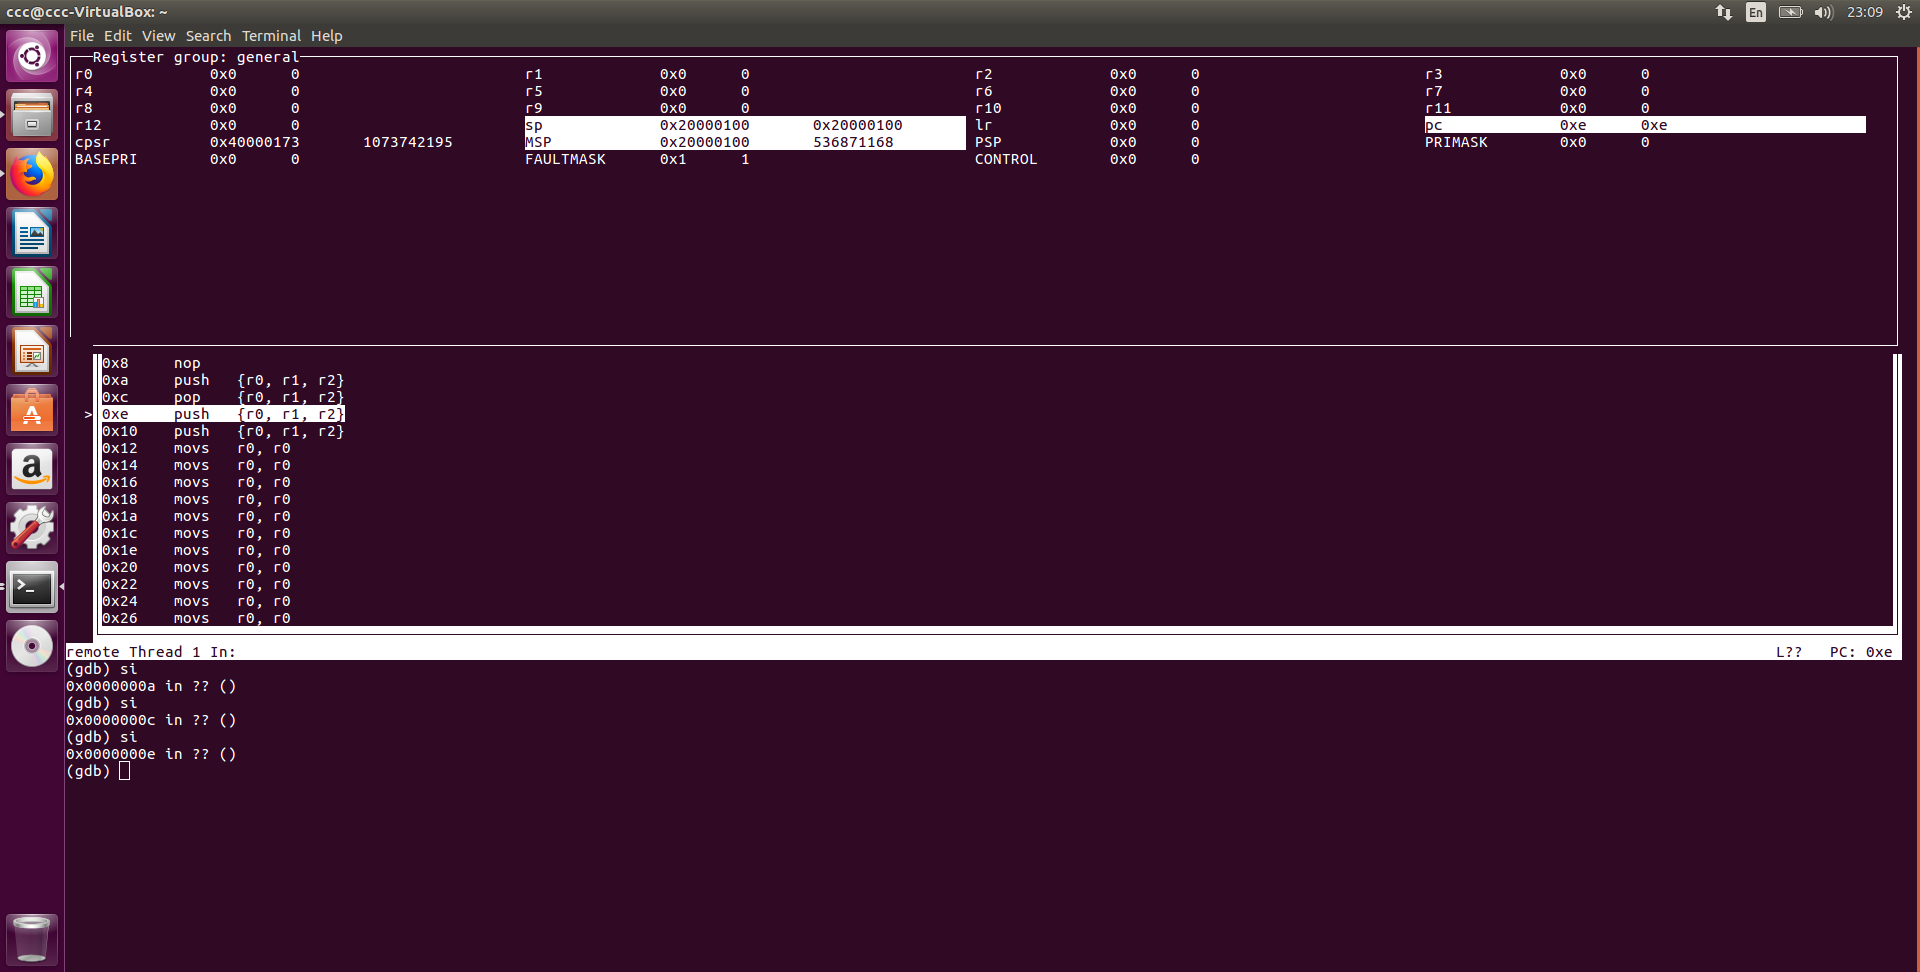 ccc@ccc-VirtualBox: ~ En 23:09
File Edit View Search Terminal Help
Register group: general
r0 0x0 0 r1 0x0 0 r2 0x0 0 r3 0x0 0
r4 0x0 0 r5 0x0 0 r6 0x0 0 r7 0x0 0
r8 0x0 0 r9 0x0 0 r10 0x0 0 r11 0x0 0
r12 0x0 0 sp 0x20000100 0x20000100 lr 0x0 0 pc 0xe 0xe
cpsr 0x40000173 1073742195 MSP 0x20000100 536871168 PSP 0x0 0 PRIMASK 0x0 0
BASEPRI 0x0 0 FAULTMASK 0x1 1 CONTROL 0x0 0
0x8 nop
0xa push {r0, r1, r2}
0xc pop {r0, r1, r2}
> 0xe push {r0, r1, r2}
0x10 push {r0, r1, r2}
0x12 movs r0, r0
0x14 movs r0, r0
0x16 movs r0, r0
0x18 movs r0, r0
0x1a movs r0, r0
0x1c movs r0, r0
0x1e movs r0, r0
0x20 movs r0, r0
0x22 movs r0, r0
0x24 movs r0, r0
0x26 movs r0, r0
remote Thread 1 In: L?? PC: 0xe
(gdb) si
0x0000000a in ?? ()
(gdb) si
0x0000000c in ?? ()
(gdb) si
0x0000000e in ?? ()
(gdb)